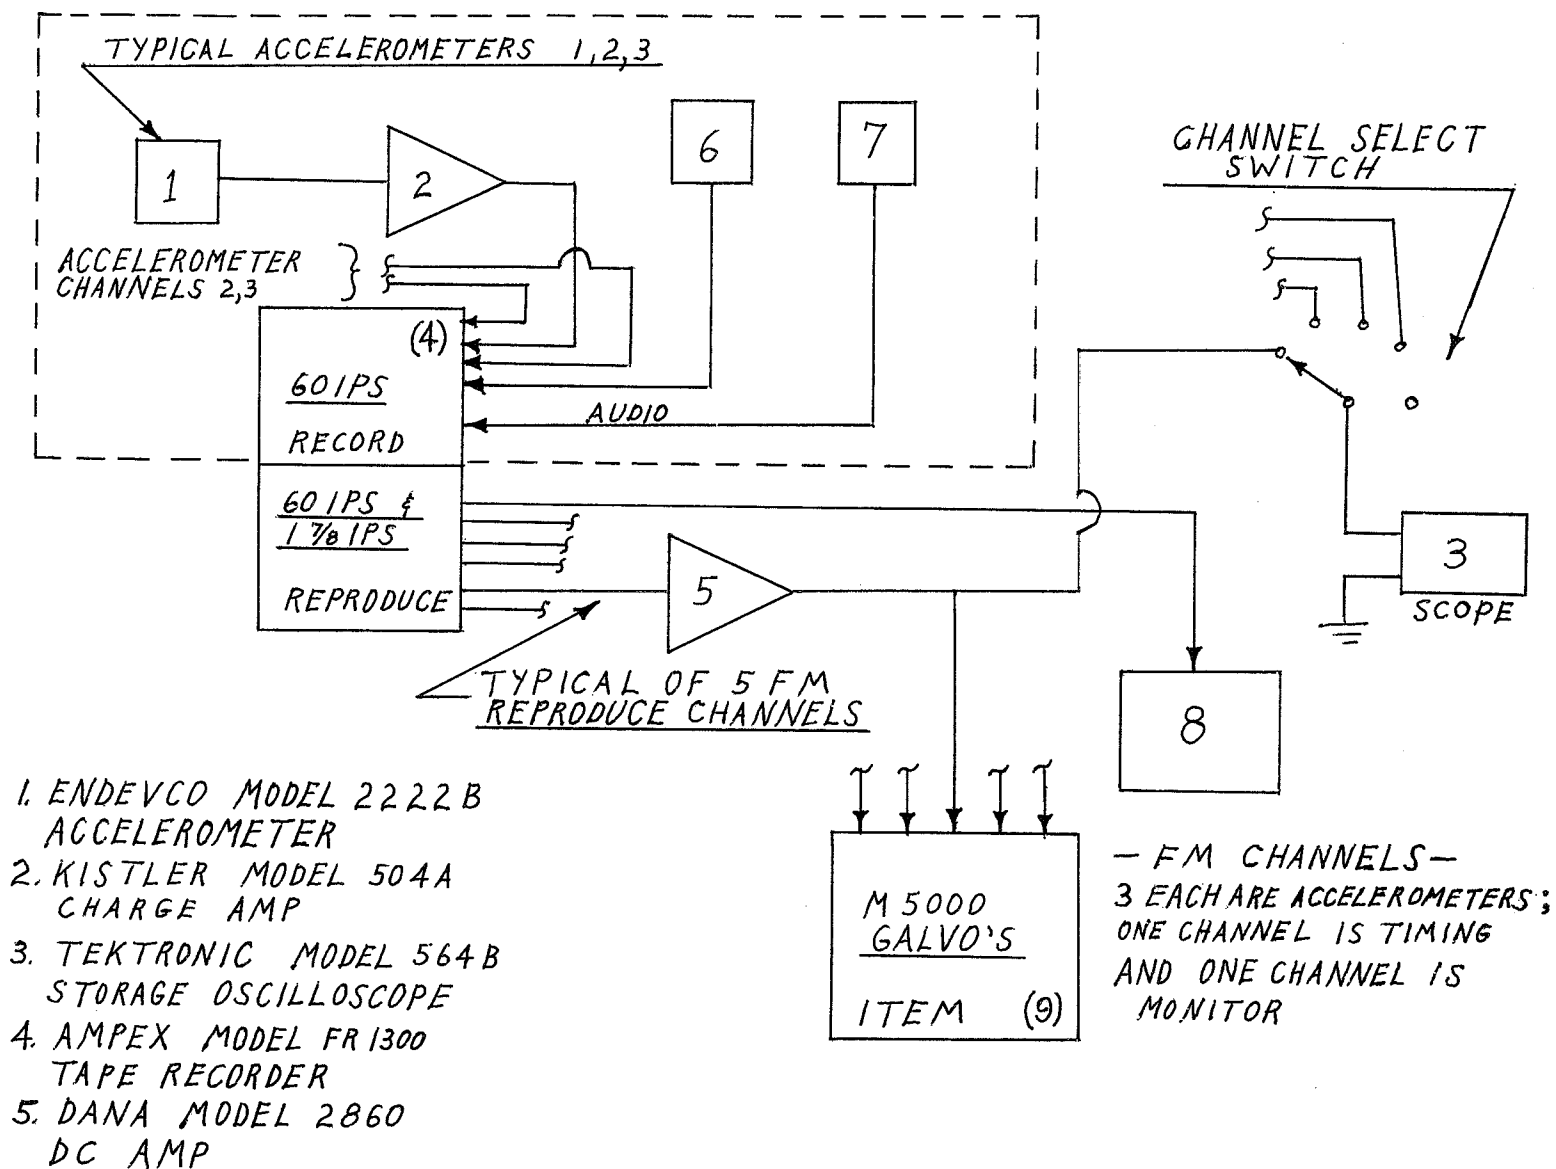 TYPICAL ACCELEROMETERS 1,2,3
1
2
6
7
CHANNEL SELECT
SWITCH
ACCELEROMETER
CHANNELS 2,3
(4)
60 IPS
RECORD
AUDIO
60 IPS &
1 7/8 IPS
REPRODUCE
5
3
SCOPE
TYPICAL OF 5 FM
REPRODUCE CHANNELS
8
1. ENDEVCO MODEL 2222B
ACCELEROMETER
2. KISTLER MODEL 504A
CHARGE AMP
3. TEKTRONIC MODEL 564B
STORAGE OSCILLOSCOPE
4. AMPEX MODEL FR 1300
TAPE RECORDER
5. DANA MODEL 2860
DC AMP
M 5000
GALVO'S
ITEM (9)
— FM CHANNELS —
3 EACH ARE ACCELEROMETERS;
ONE CHANNEL IS TIMING
AND ONE CHANNEL IS
MONITOR